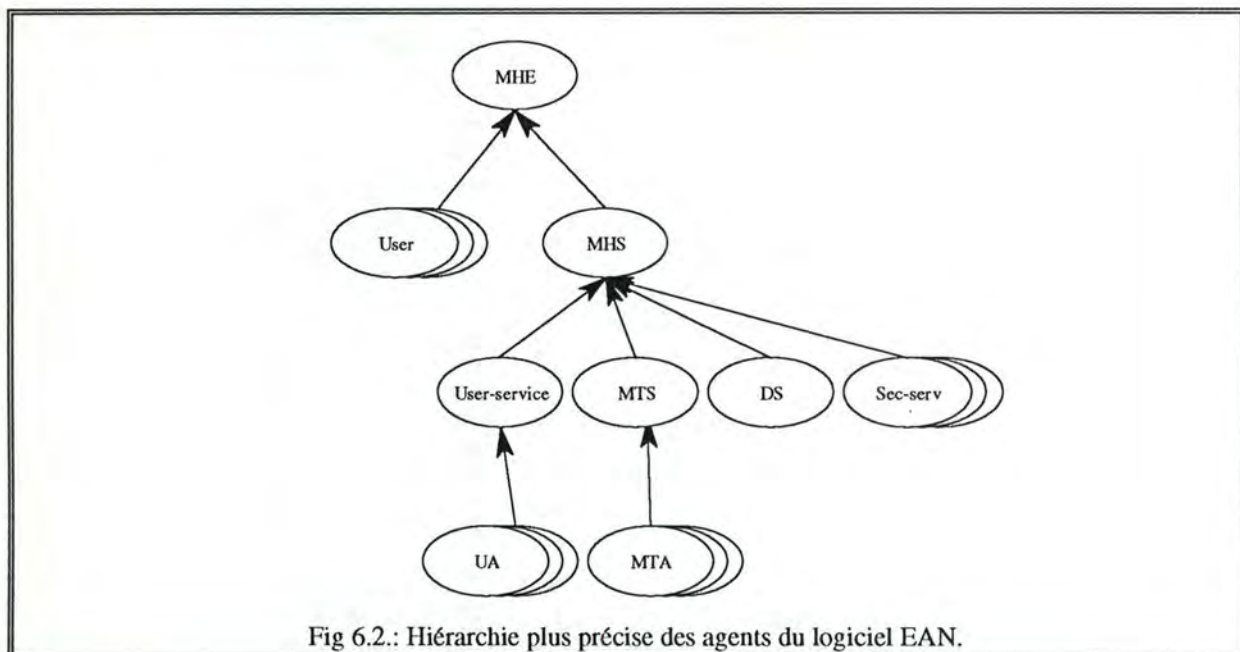 MHE
User
MHS
User-service
MTS
DS
Sec-serv
UA
MTA
Fig 6.2.: Hiérarchie plus précise des agents du logiciel EAN.